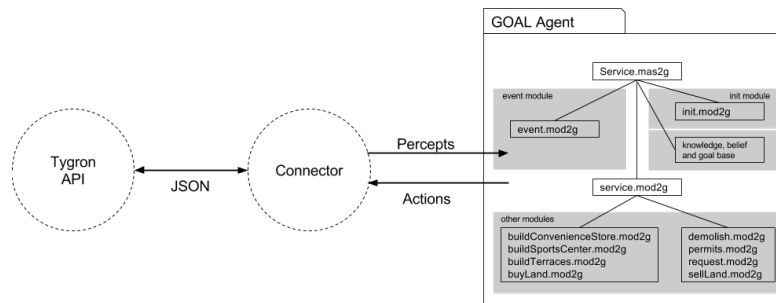 GOAL Agent
Service.mas2g
event module
init module
init.mod2g
event.mod2g
knowledge, belief
and goal base
Percepts
Tygron
API
JSON
Connector
Actions
service.mod2g
other modules
buildConvenienceStore.mod2g
buildSportsCenter.mod2g
buildTerraces.mod2g
buyLand.mod2g
demolish.mod2g
permits.mod2g
request.mod2g
sellLand.mod2g